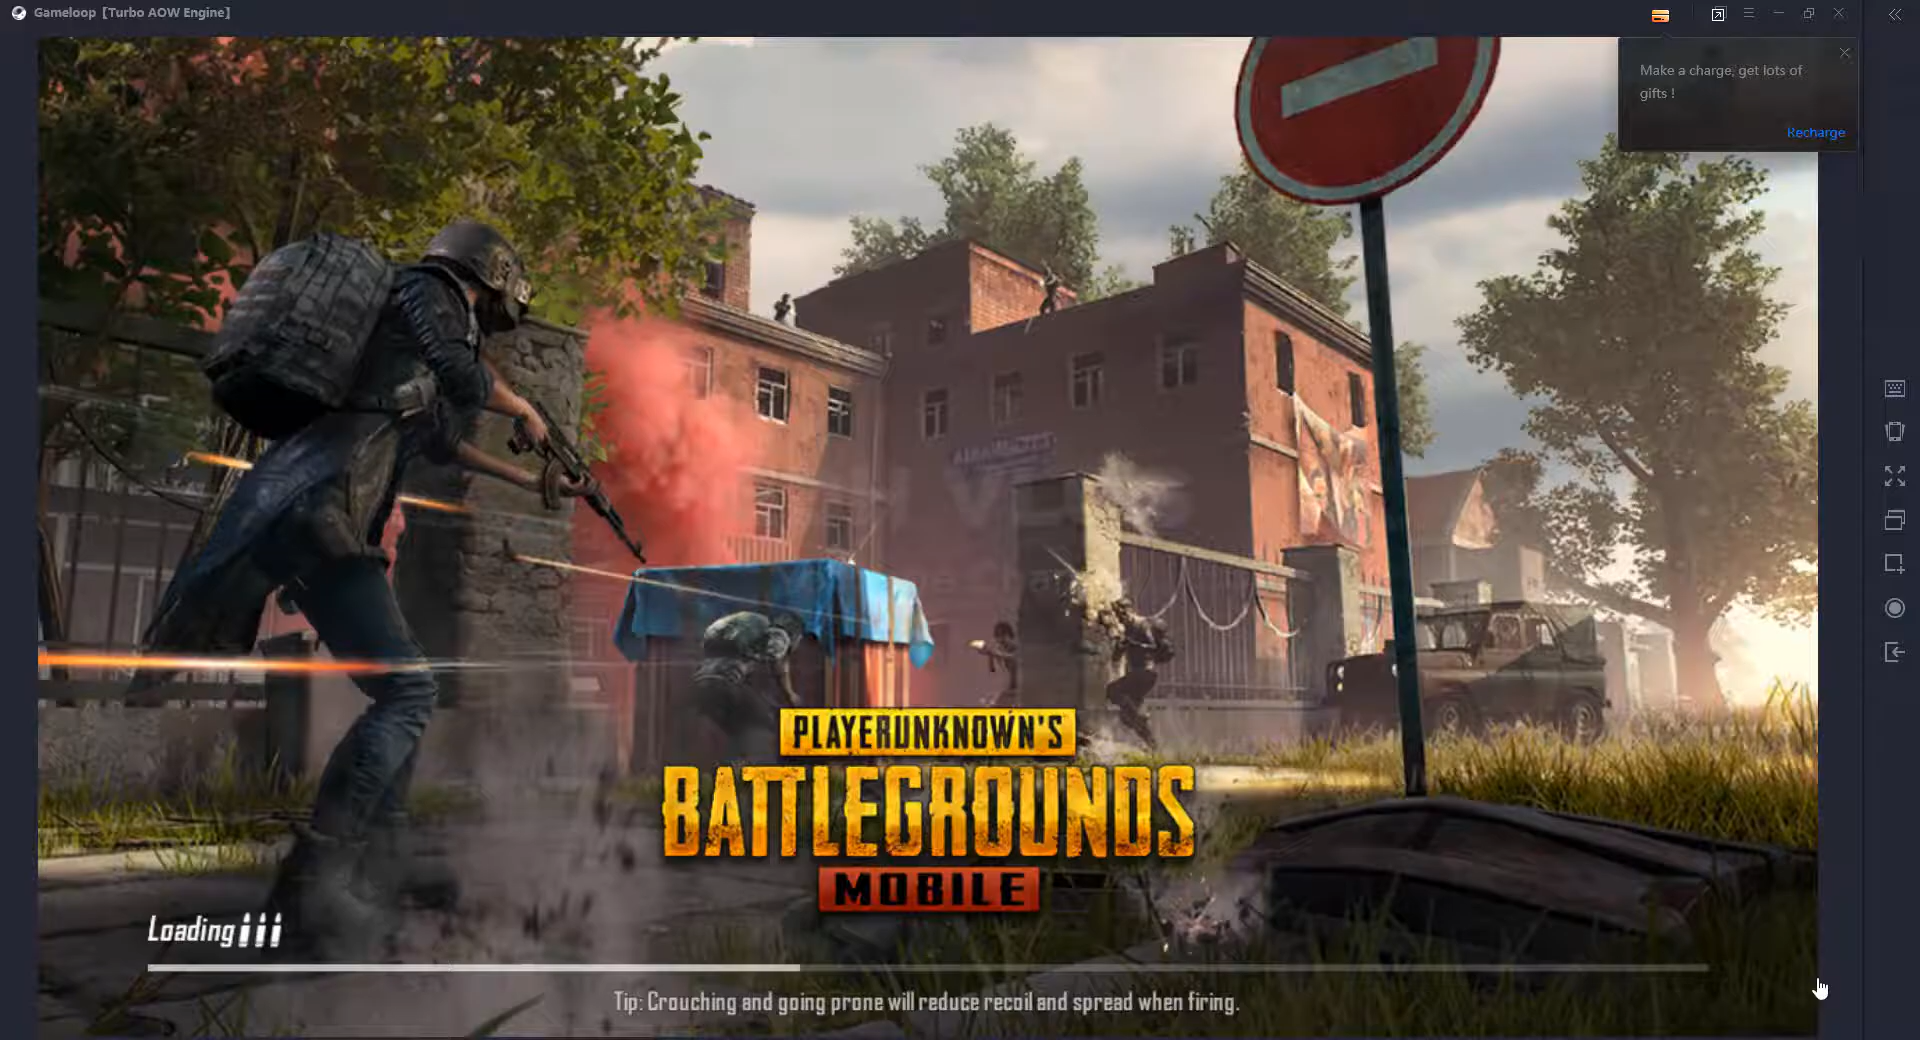 Gameloop [Turbo AOW Engine]
Make a charge, get lots of
gifts !
Recharge
PLAYERUNKNOWN'S
BATTLEGROUNDS
MOBILE
Loading
Tip: Crouching and going prone will reduce recoil and spread when firing.